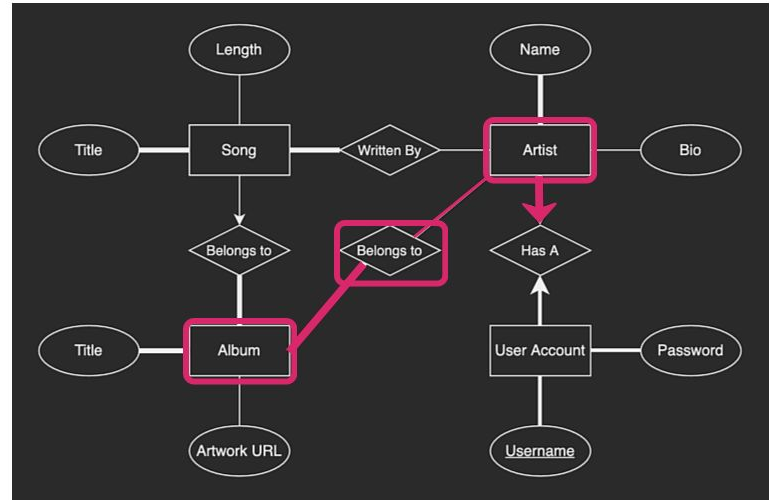 Length
Name
Title
Song
Written By
Artist
Bio
Belongs to
Belongs to
Has A
Title
Album
User Account
Password
Artwork URL
Username